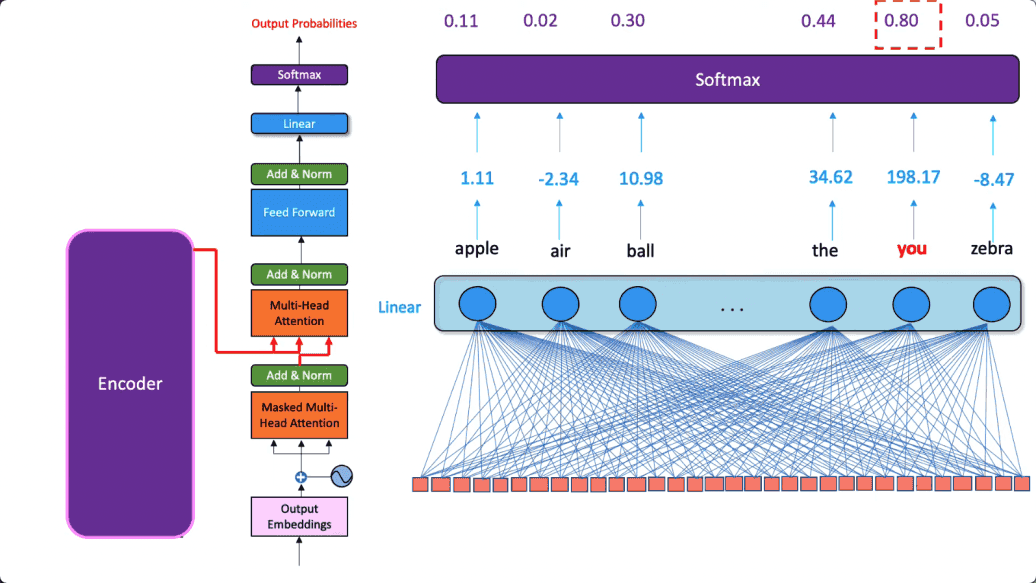 Output Probabilities
Softmax
Linear
Add & Norm
Feed Forward
Add & Norm
Multi-Head
Attention
Add & Norm
Masked Multi-
Head Attention
Output
Embeddings
Encoder
0.11 0.02 0.30 0.44 0.80 0.05
Softmax
1.11 -2.34 10.98 34.62 198.17 -8.47
apple air ball the you zebra
Linear ...